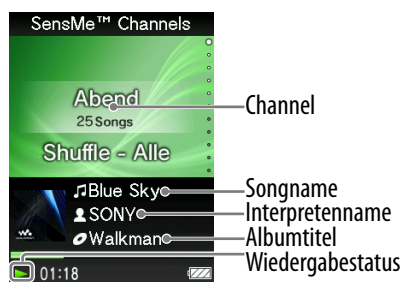 SensMe™ Channels
Abend
25 Songs
Shuffle – Alle
Blue Sky
SONY
Walkman
01:18
Channel
Songname
Interpretenname
Albumtitel
Wiedergabestatus